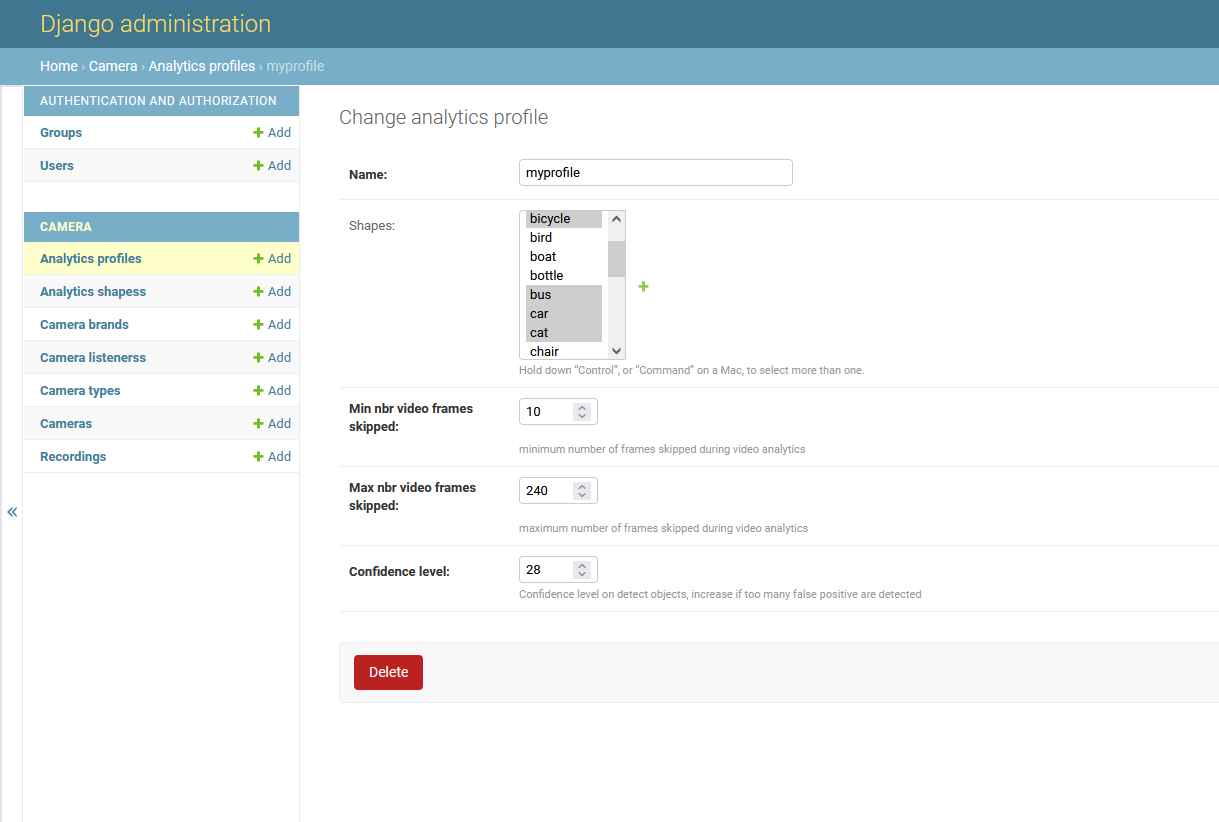 Django administration
Home › Camera › Analytics profiles › myprofile
AUTHENTICATION AND AUTHORIZATION
Groups + Add
Users + Add
CAMERA
Analytics profiles + Add
Analytics shapess + Add
Camera brands + Add
Camera listenerss + Add
Camera types + Add
Cameras + Add
Recordings + Add
«
Change analytics profile
Name: myprofile
Shapes:
bicycle
bird
boat
bottle
bus
car
cat
chair
Hold down “Control”, or “Command” on a Mac, to select more than one.
Min nbr video frames
skipped:
10
minimum number of frames skipped during video analytics
Max nbr video frames
skipped:
240
maximum number of frames skipped during video analytics
Confidence level: 28
Confidence level on detect objects, increase if too many false positive are detected
Delete